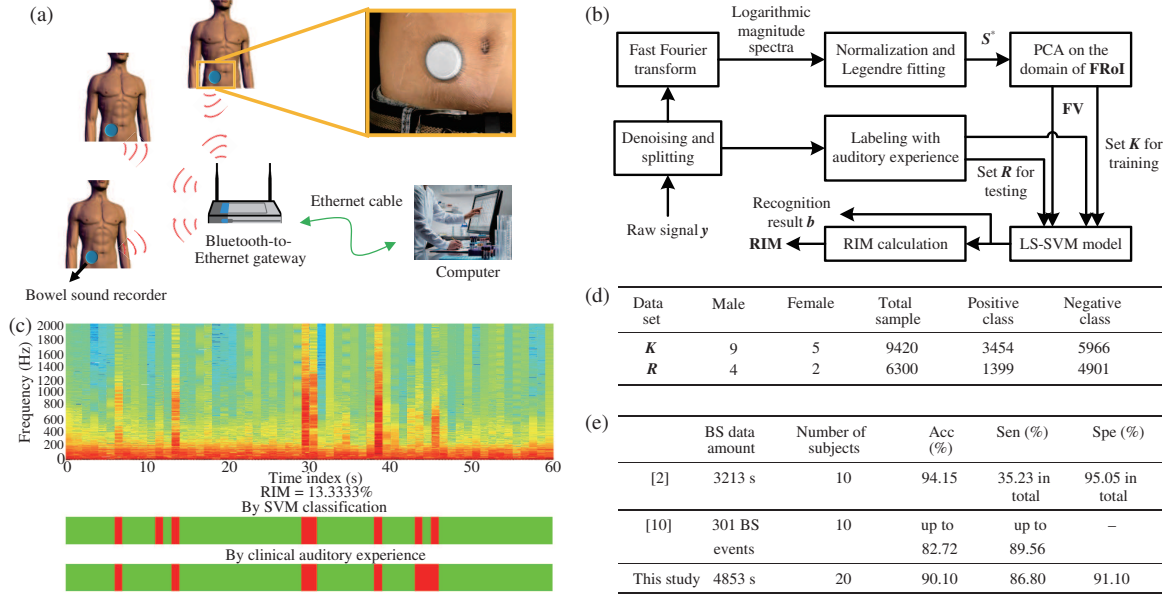 (a)
Bluetooth-to-
Ethernet gateway
Ethernet cable
Computer
Bowel sound recorder
(b)
Fast Fourier
transform
Logarithmic
magnitude
spectra
Normalization and
Legendre fitting
S*
PCA on the
domain of FRoI
FV
Set K for
training
Denoising and
splitting
Labeling with
auditory experience
Set R for
testing
Raw signal y
Recognition
result b
RIM
RIM calculation
LS-SVM model
(c)
Frequency (Hz)
2000
1800
1600
1400
1200
1000
800
600
400
200
0
0 10 20 30 40 50 60
Time index (s)
RIM = 13.3333%
By SVM classification
By clinical auditory experience
(d)
Data set Male Female Total sample Positive class Negative class
K 9 5 9420 3454 5966
R 4 2 6300 1399 4901
(e)
BS data amount Number of subjects Acc (%) Sen (%) Spe (%)
[2] 3213 s 10 94.15 35.23 in total 95.05 in total
[10] 301 BS events 10 up to 82.72 up to 89.56 –
This study 4853 s 20 90.10 86.80 91.10